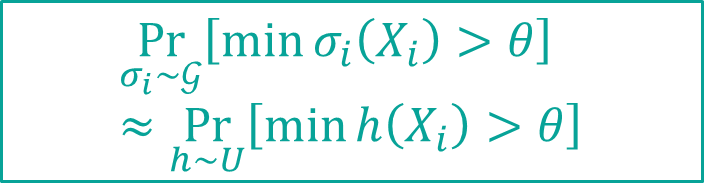 Pr_{σ_i∼𝒢}[min σ_i(X_i) > θ]
≈ Pr_{h∼U}[min h(X_i) > θ]